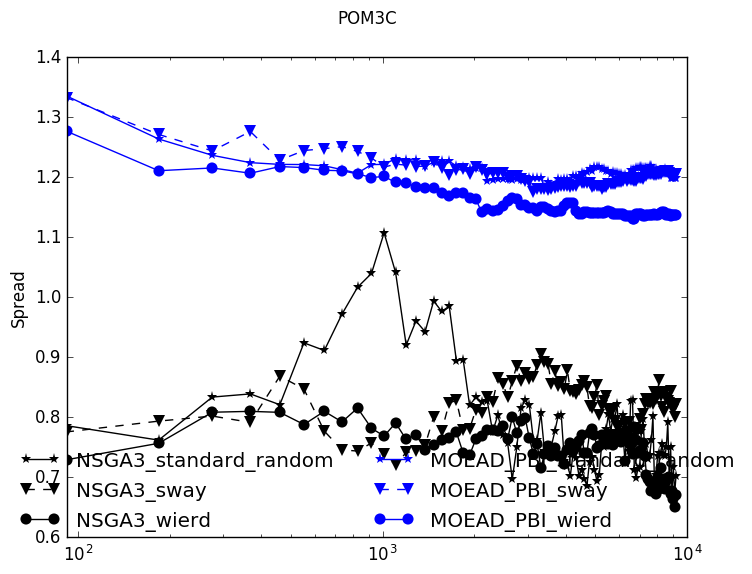 POM3C
1.4
1.3
1.2
1.1
1.0
0.9
0.8
0.7
0.6
Spread
NSGA3_standard_random
NSGA3_sway
NSGA3_wierd
MOEAD_PBI_standard_random
MOEAD_PBI_sway
MOEAD_PBI_wierd
10²
10³
10⁴